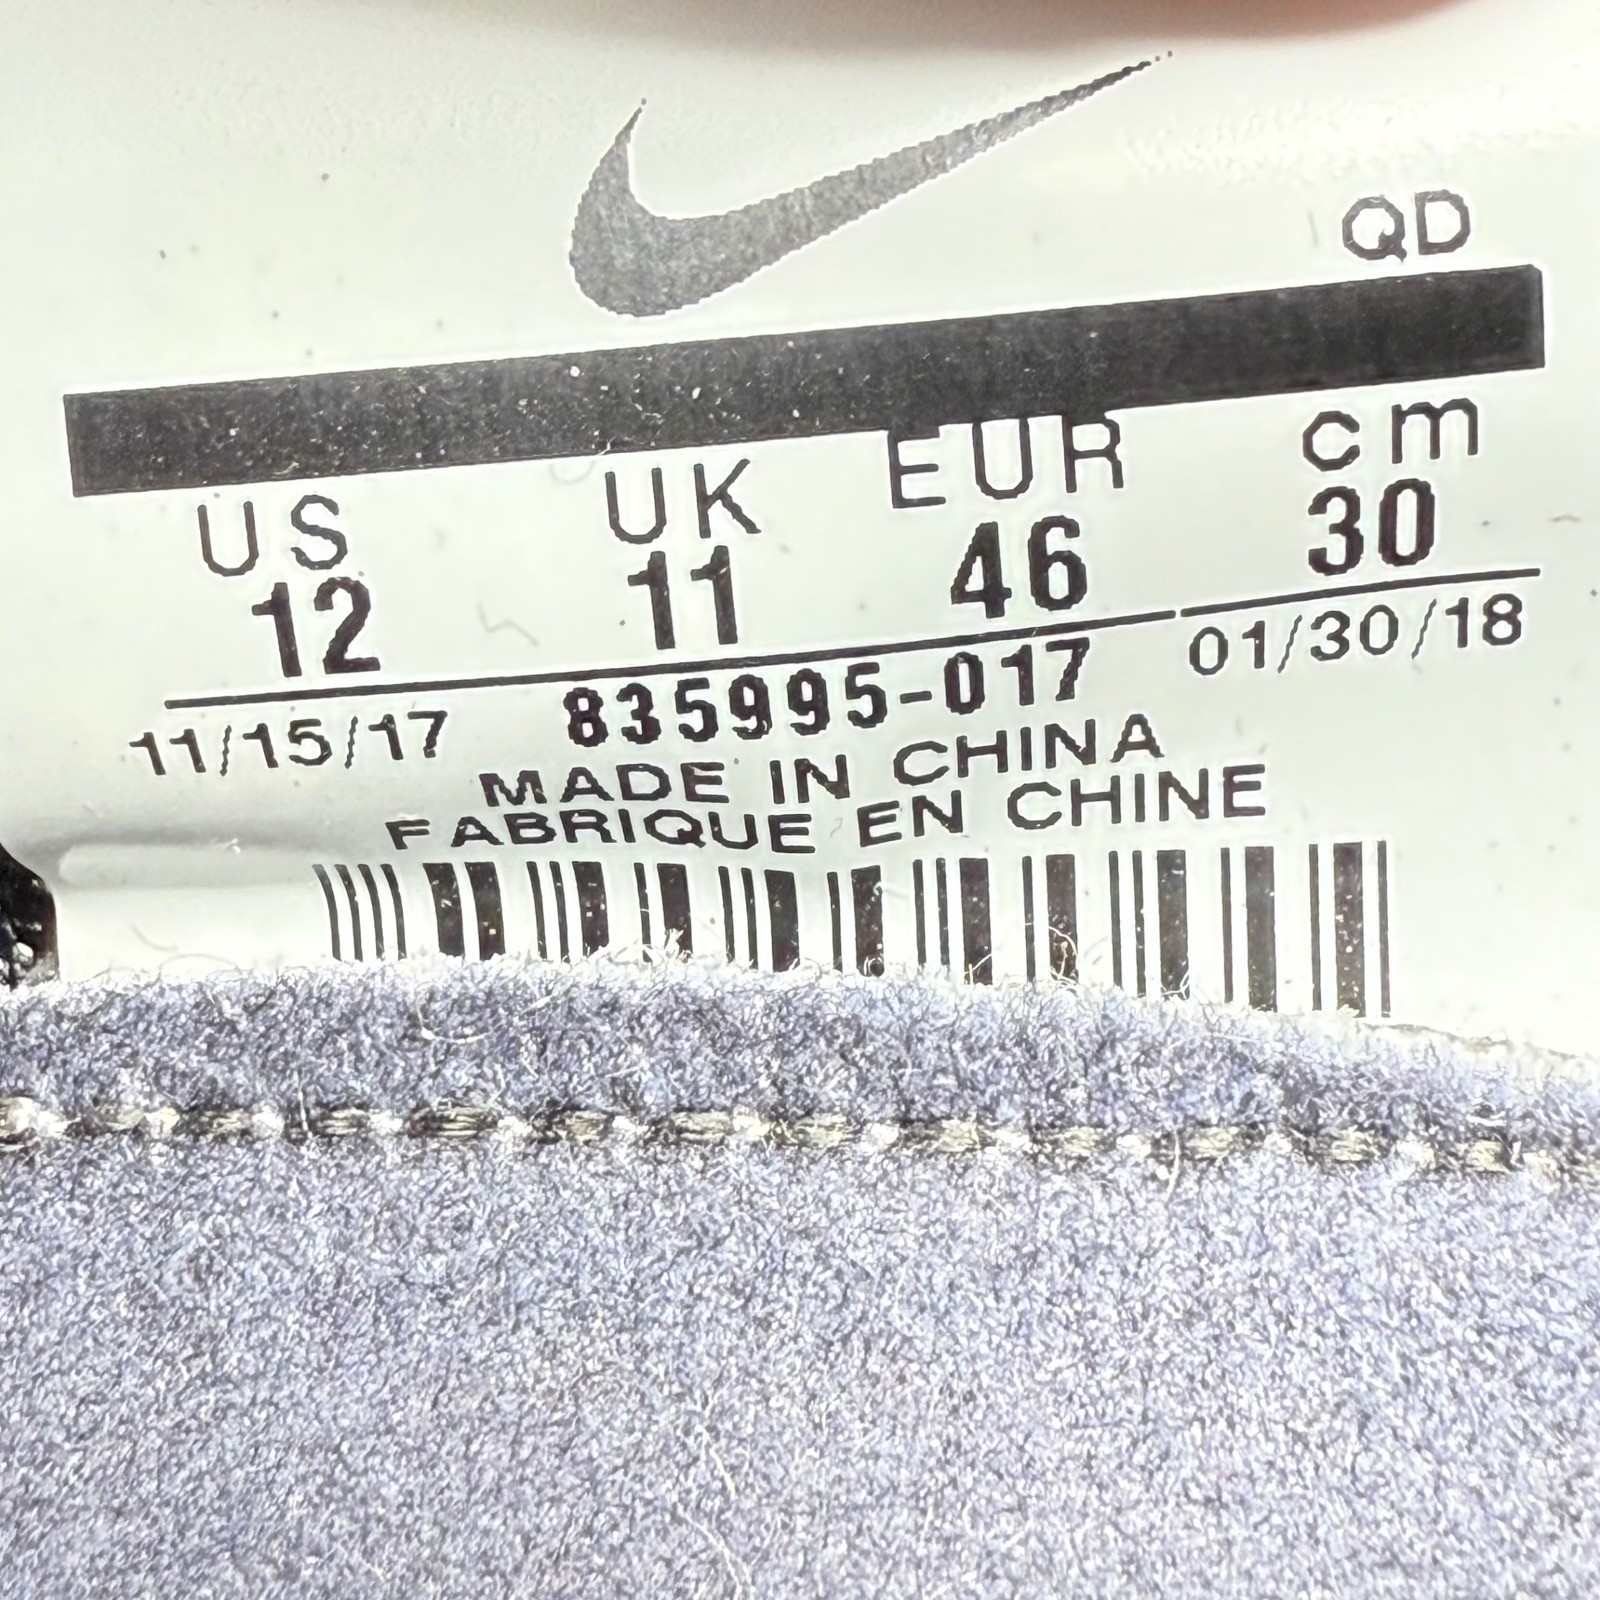 QD
US UK EUR cm
12 11 46 30
11/15/17 835995-017 01/30/18
MADE IN CHINA
FABRIQUE EN CHINE